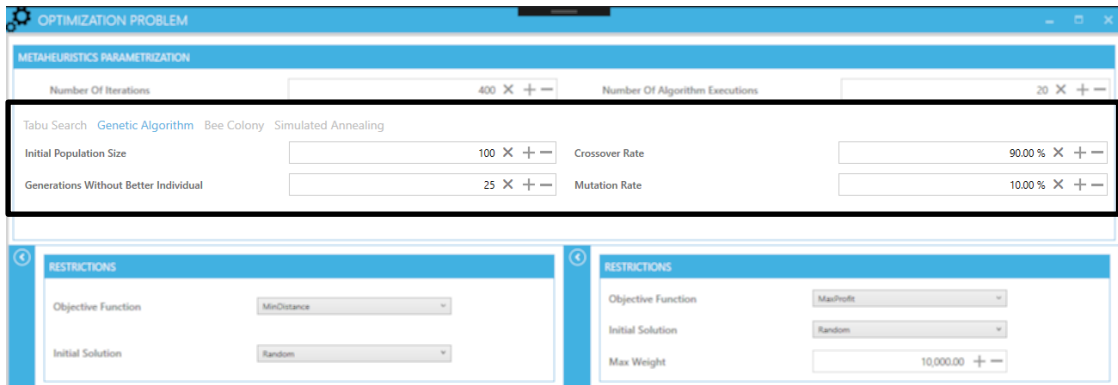 OPTIMIZATION PROBLEM
METAHEURISTICS PARAMETRIZATION
Number Of Iterations 400 Number Of Algorithm Executions 20
Tabu Search Genetic Algorithm Bee Colony Simulated Annealing
Initial Population Size 100 Crossover Rate 90.00 %
Generations Without Better Individual 25 Mutation Rate 10.00 %
RESTRICTIONS
Objective Function MinDistance
Initial Solution Random
RESTRICTIONS
Objective Function MaxProfit
Initial Solution Random
Max Weight 10,000.00